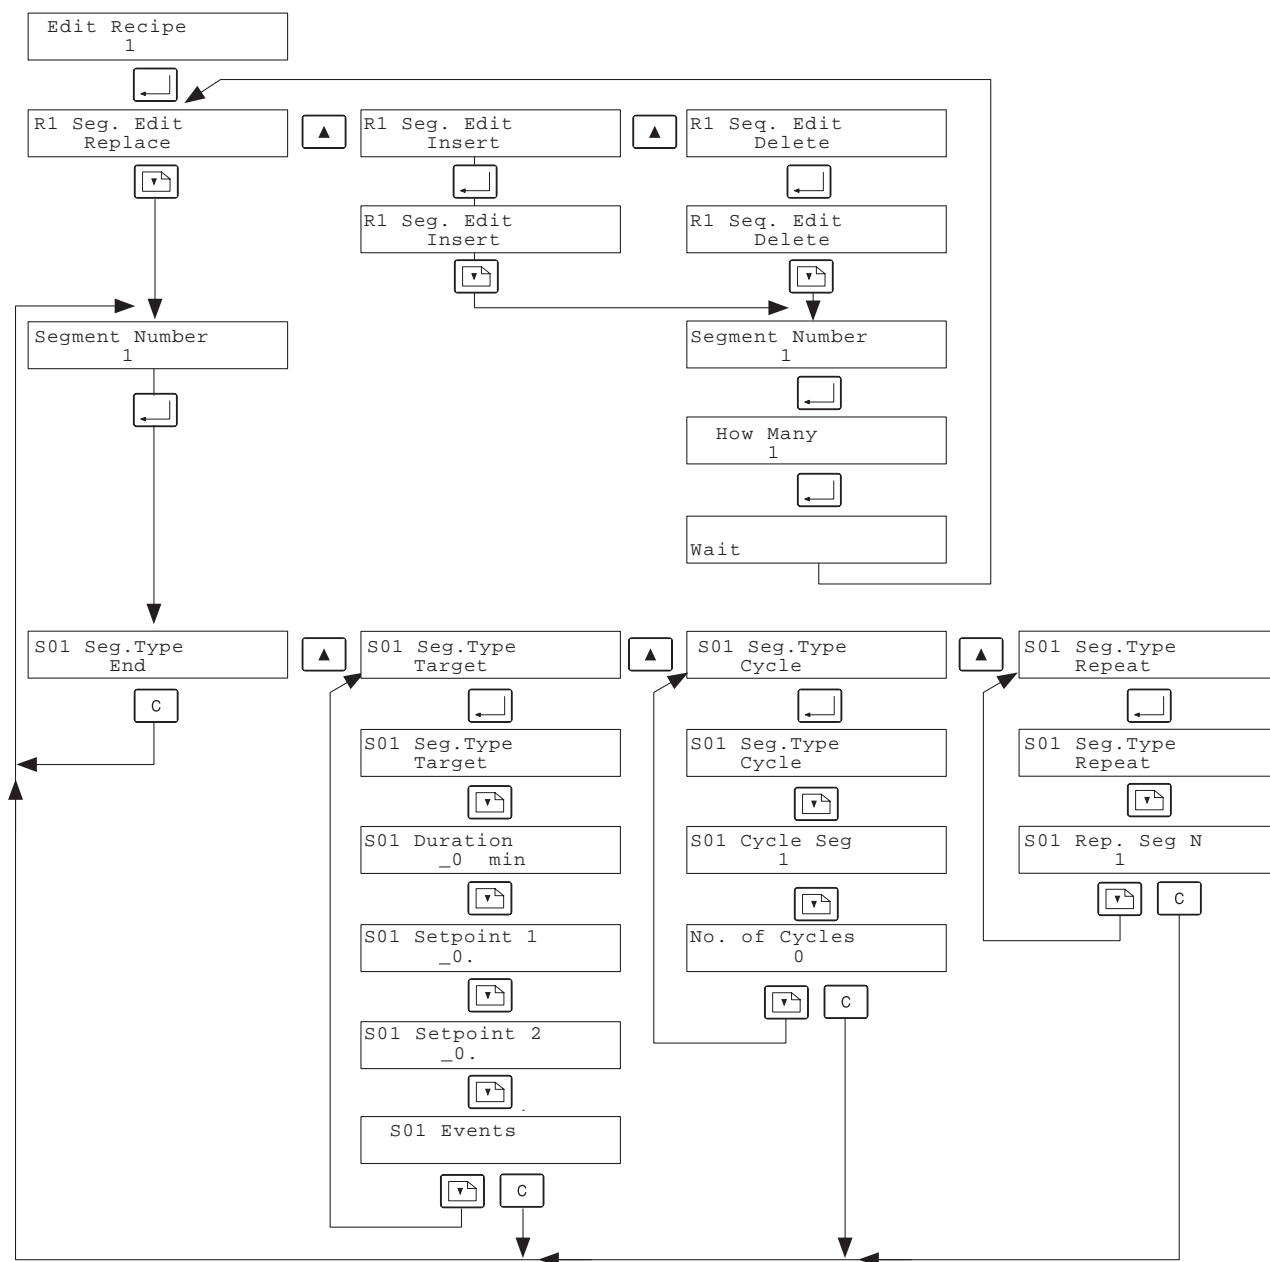 Edit Recipe
1
R1 Seg. Edit
Replace
R1 Seg. Edit
Insert
R1 Seq. Edit
Delete
R1 Seg. Edit
Insert
R1 Seq. Edit
Delete
Segment Number
1
Segment Number
1
How Many
1
Wait
S01 Seg.Type
End
S01 Seg.Type
Target
S01 Seg.Type
Cycle
S01 Seg.Type
Repeat
C
S01 Seg.Type
Target
S01 Seg.Type
Cycle
S01 Seg.Type
Repeat
S01 Duration
_0 min
S01 Cycle Seg
1
S01 Rep. Seg N
1
C
S01 Setpoint 1
_0.
No. of Cycles
0
C
S01 Setpoint 2
_0.
S01 Events
C